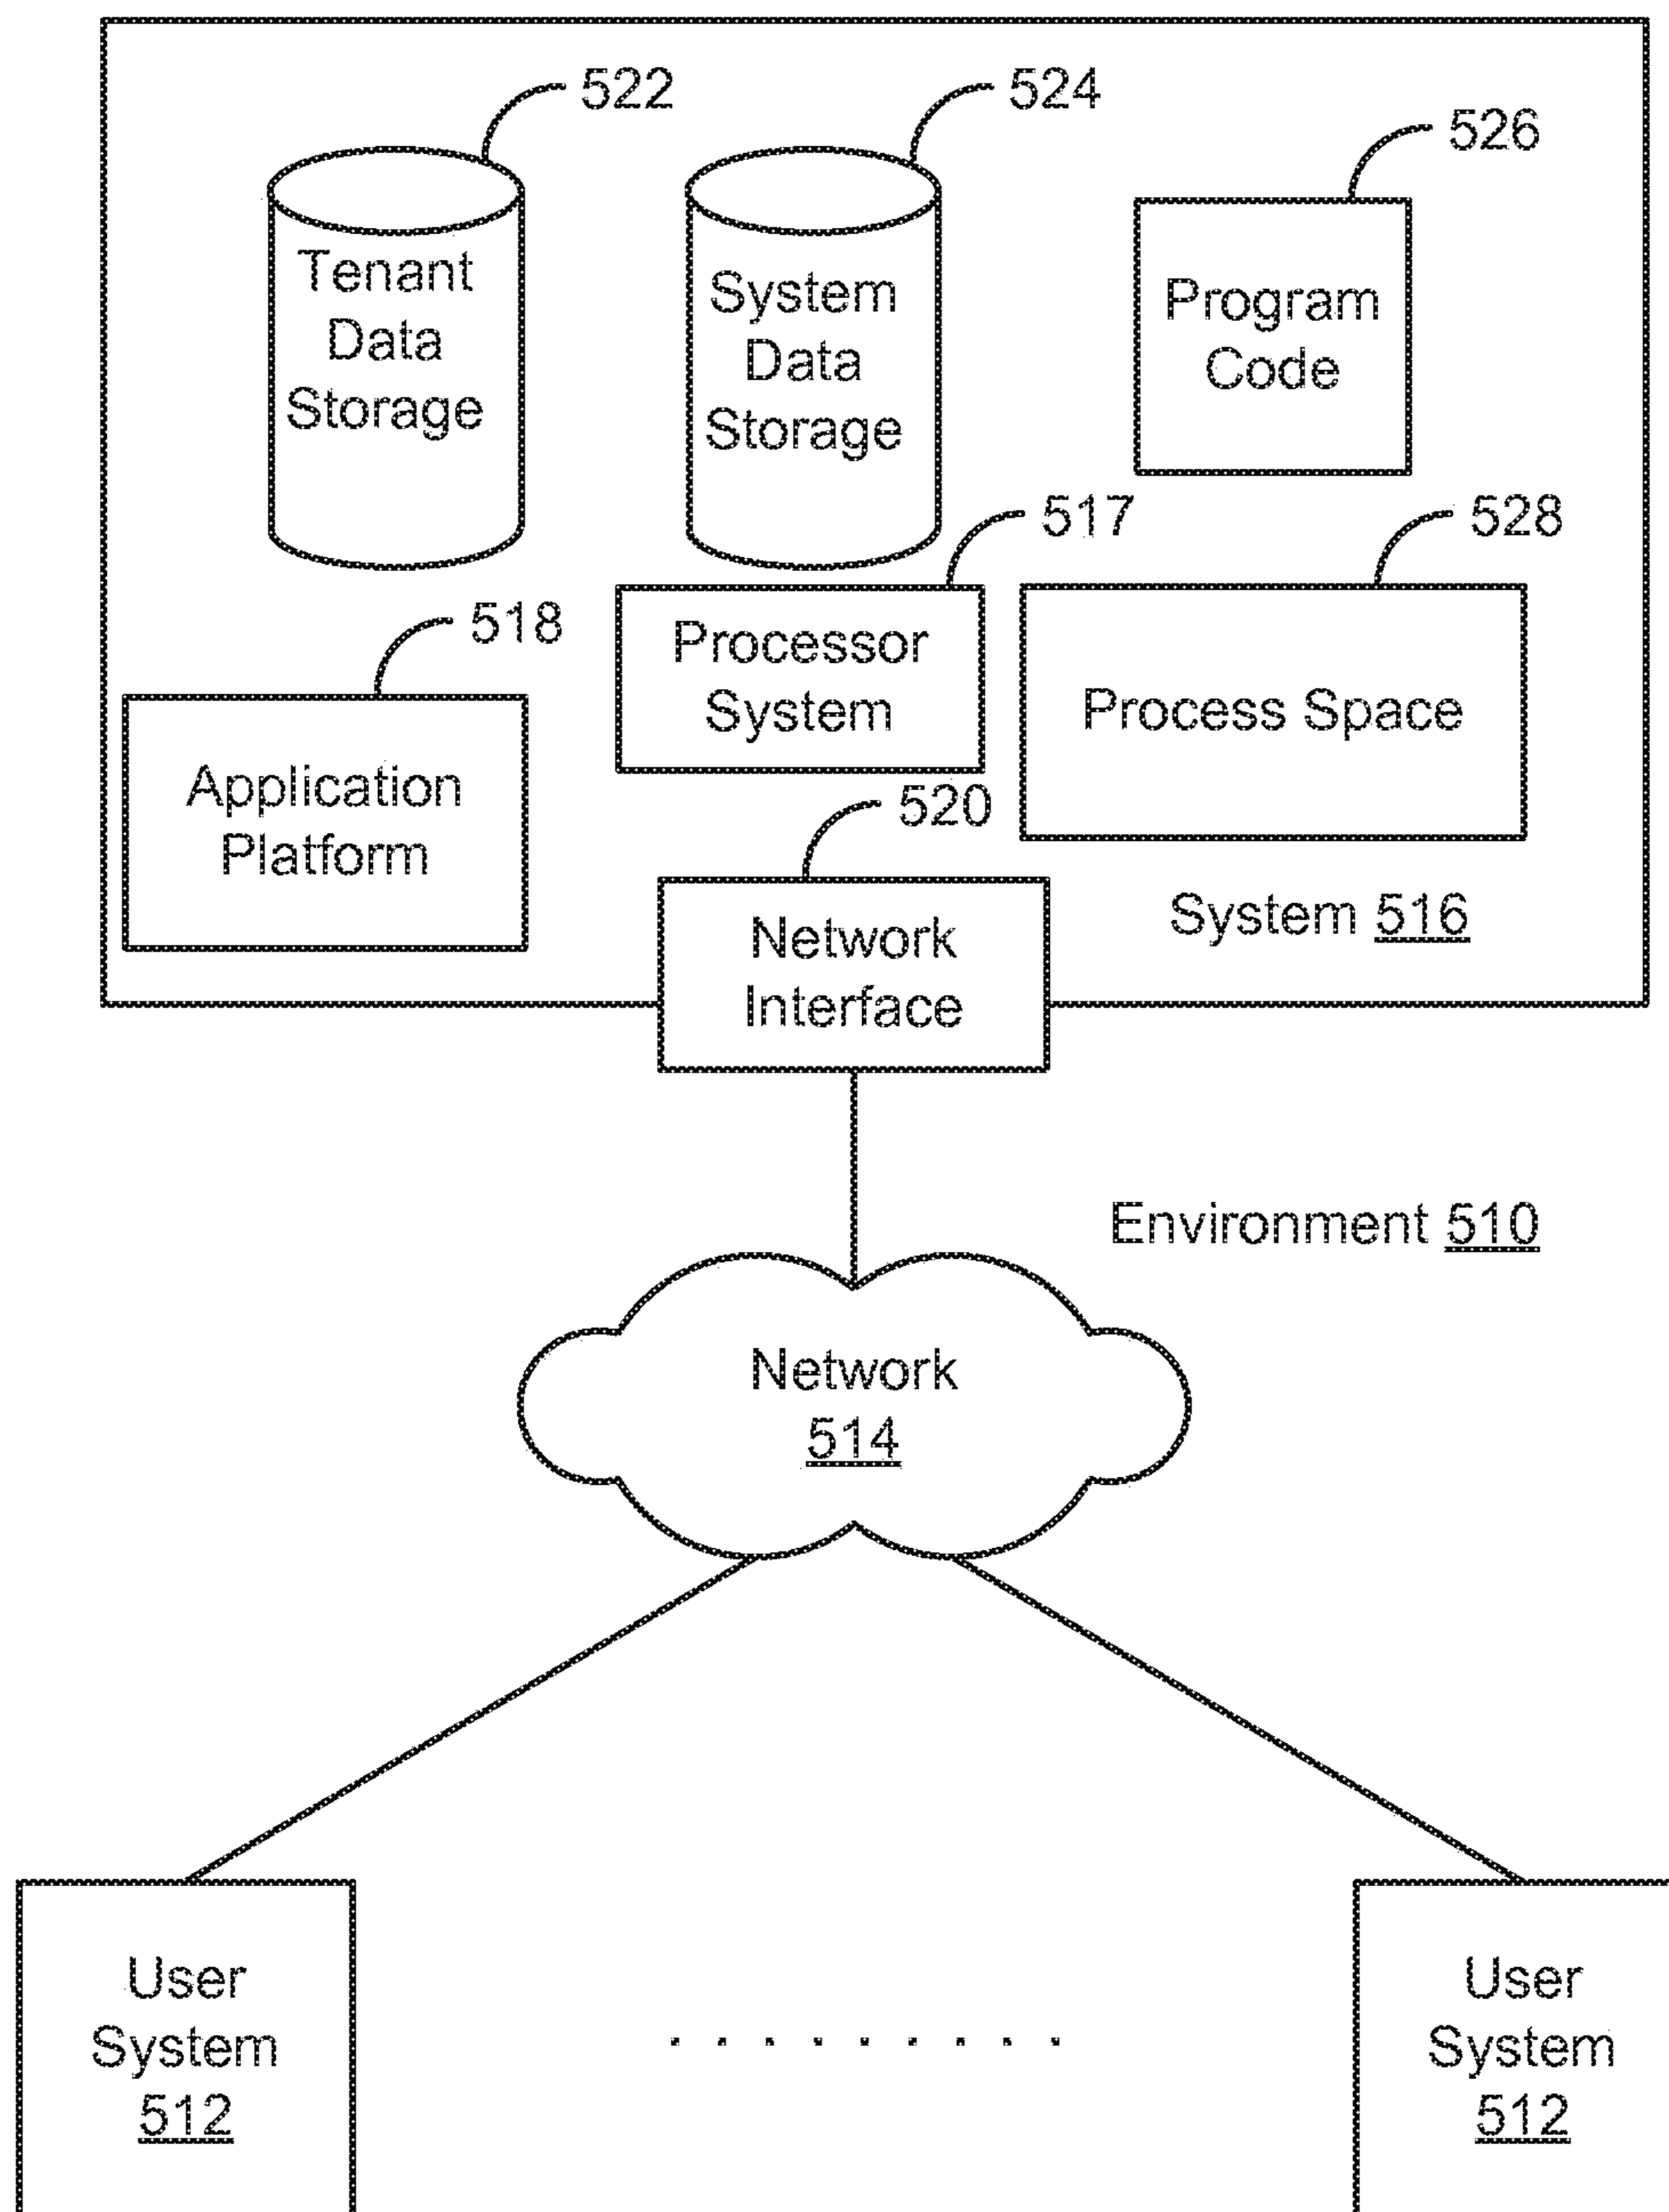 522
524
526
Tenant
Data
Storage
System
Data
Storage
Program
Code
517
528
518
Processor
System
Process Space
Application
Platform
520
Network
Interface
System 516
Environment 510
Network
514
User
System
512
User
System
512